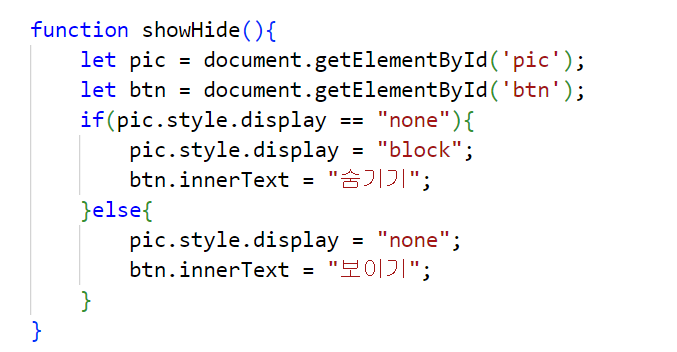 function showHide(){
    let pic = document.getElementById('pic');
    let btn = document.getElementById('btn');
    if(pic.style.display == "none"){
        pic.style.display = "block";
        btn.innerText = "숨기기";
    }else{
        pic.style.display = "none";
        btn.innerText = "보이기";
    }
}